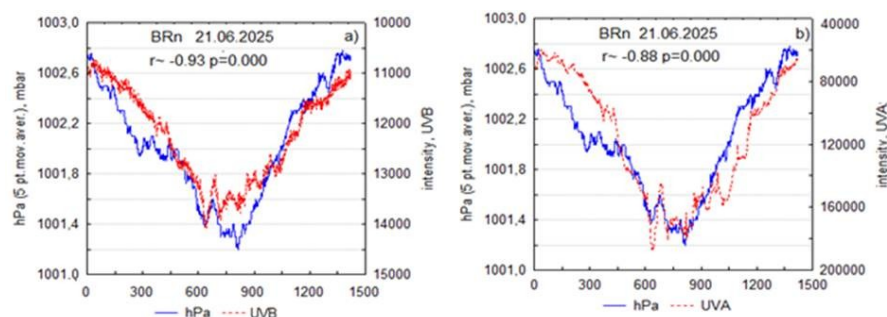 BRn 21.06.2025 a)
r~ -0.93 p=0.000
hPa (5 pt.mov.aver.), mbar
1003,0
1002,6
1002,2
1001,8
1001,4
1001,0
10000
11000
12000
13000
14000
15000
intensity, UVB
0 300 600 900 1200 1500
hPa UVB
BRn 21.06.2025 b)
r~ -0.88 p=0.000
hPa (5 pt.mov.aver.), mbar
1003,0
1002,6
1002,2
1001,8
1001,4
1001,0
40000
80000
120000
160000
200000
intensity, UVA:
0 300 600 900 1200 1500
hPa UVA